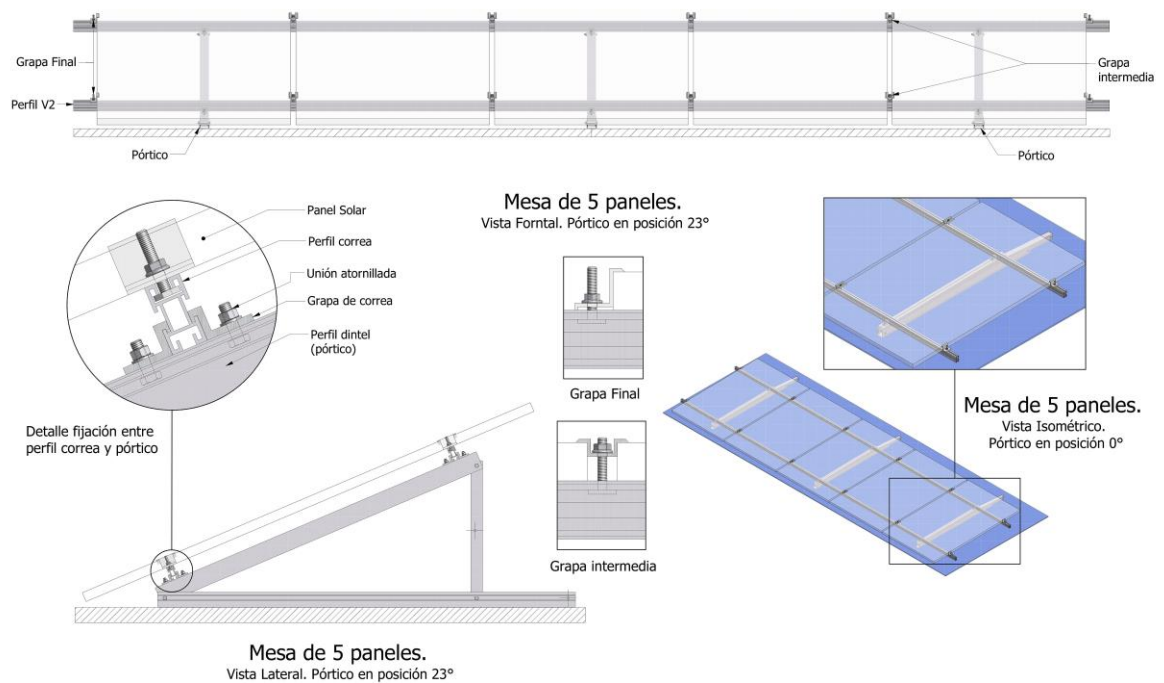 Grapa Final
Perfil V2
Pórtico
Pórtico
Grapa
intermedia
Panel Solar
Perfil correa
Unión atornillada
Grapa de correa
Perfil dintel
(pórtico)
Detalle fijación entre
perfil correa y pórtico
Mesa de 5 paneles.
Vista Forntal. Pórtico en posición 23°
Grapa Final
Grapa intermedia
Mesa de 5 paneles.
Vista Isométrico.
Pórtico en posición 0°
Mesa de 5 paneles.
Vista Lateral. Pórtico en posición 23°